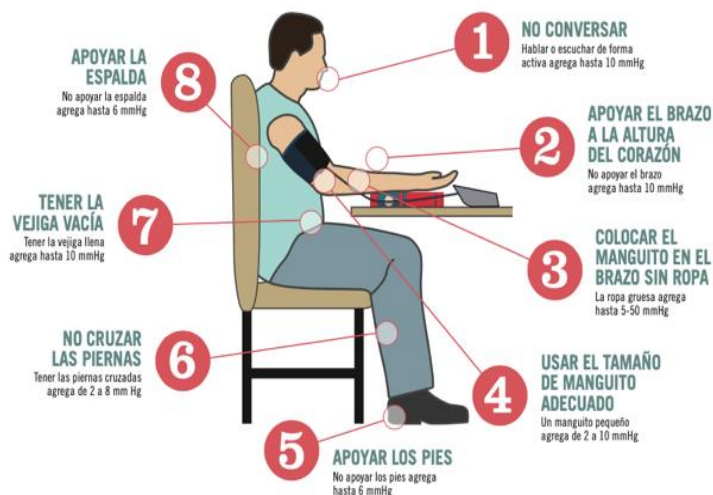 1
NO CONVERSAR
Hablar o escuchar de forma
activa agrega hasta 10 mmHg
2
APOYAR EL BRAZO
A LA ALTURA
DEL CORAZÓN
No apoyar el brazo
agrega hasta 10 mmHg
3
COLOCAR EL
MANGUITO EN EL
BRAZO SIN ROPA
La ropa gruesa agrega
hasta 5-50 mmHg
4
USAR EL TAMAÑO
DE MANGUITO
ADECUADO
Un manguito pequeño
agrega de 2 a 10 mmHg
5
APOYAR LOS PIES
No apoyar los pies agrega
hasta 6 mmHg
6
NO CRUZAR
LAS PIERNAS
Tener las piernas cruzadas
agrega de 2 a 8 mm Hg
7
TENER LA
VEJIGA VACÍA
Tener la vejiga llena
agrega hasta 10 mmHg
8
APOYAR LA
ESPALDA
No apoyar la espalda
agrega hasta 6 mmHg